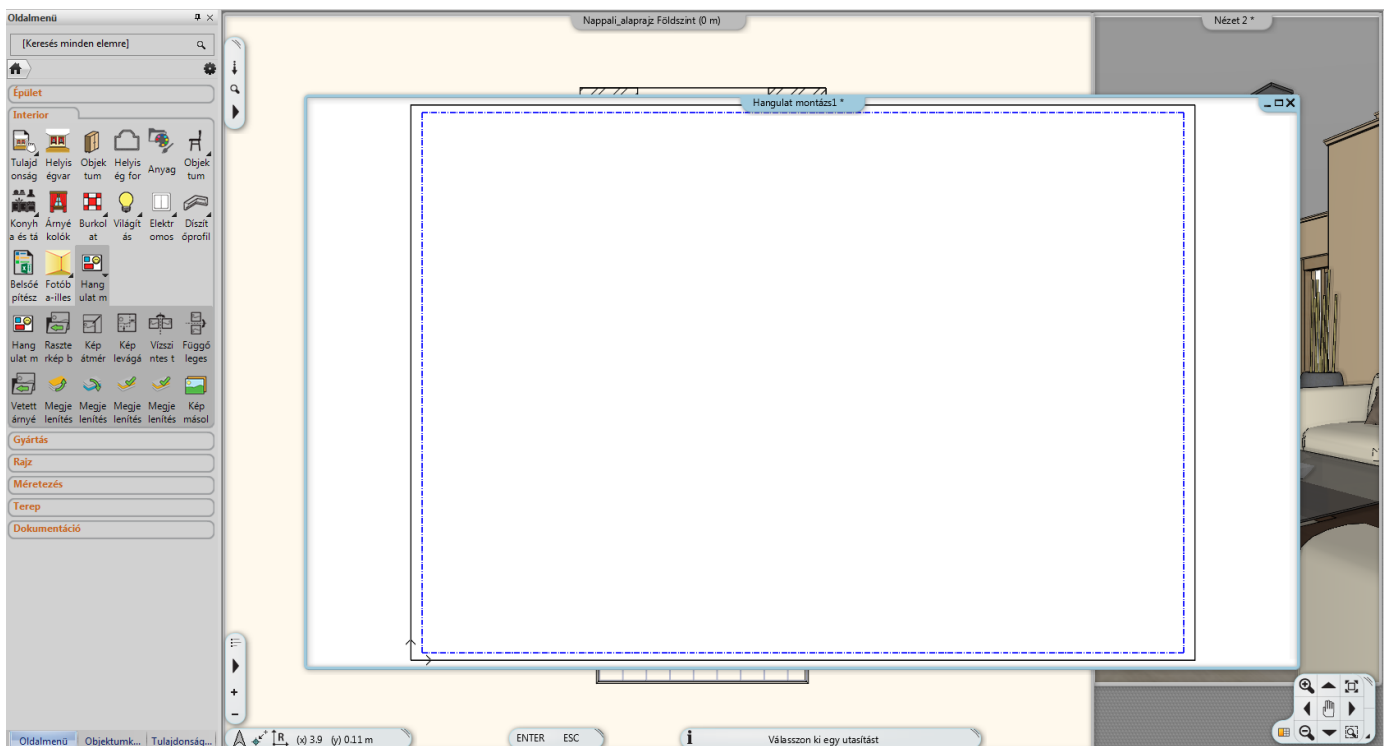 Oldalmenü
Nappali_alaprajz Földszint (0 m)
Nézet 2 *
[Keresés minden elemre]
Épület
Interior
Hangulat montázs1 *
Tulajd Helyis Objek Helyis Anyag Objek
onság égvar tum ég for tum
Konyh Árnyé Burkol Világít Elektr Díszít
a és tá kolók at ás omos óprofil
Belsőé Fotób Hang
pítész a-illes ulat m
Hang Raszte Kép Kép Vízszi Függő
ulat m rkép b átmér levágá ntes t leges
Vetett Megje Megje Megje Megje Kép
árnyé lenítés lenítés lenítés lenítés másol
Gyártás
Rajz
Méretezés
Terep
Dokumentáció
Oldalmenü Objektumk... Tulajdonság...
R (x) 3.9 (y) 0.11 m
ENTER ESC
i Válasszon ki egy utasítást